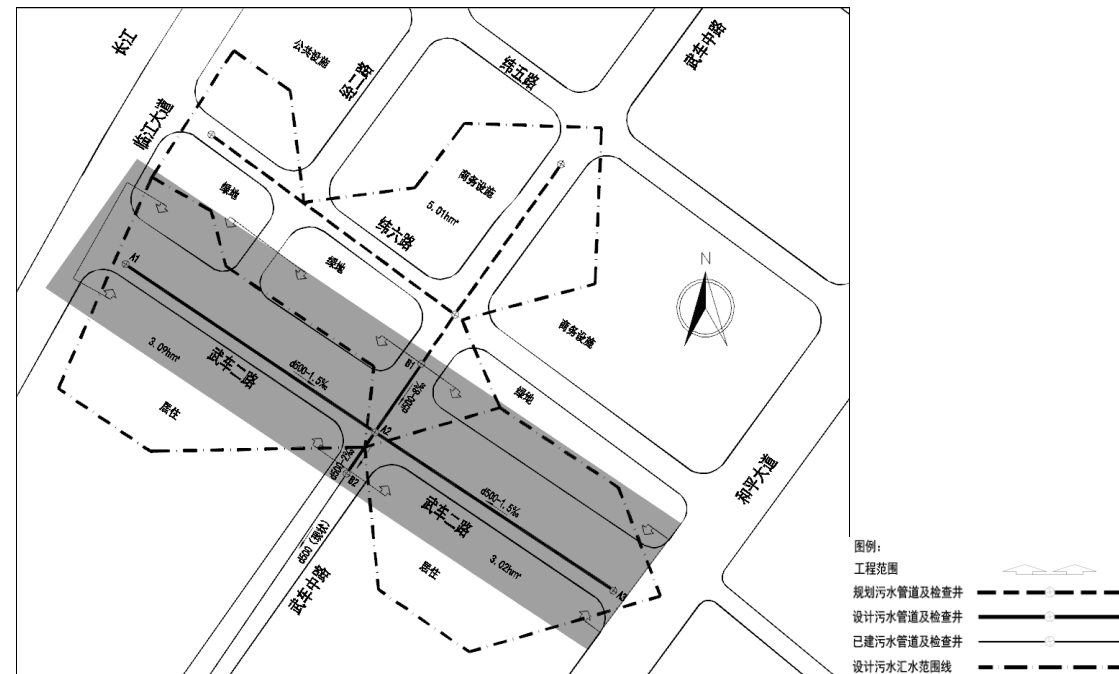 长江
公共设施
经二路
纬五路
武车中路
临江大道
绿地
商务设施
5.01hm²
纬六路
绿地
N
A1
商务设施
3.09hm²
武车二路
d500-1.5‰
B1
d500-8‰
绿地
居住
A2
d500-2‰
B2
和平大道
d500-1.5‰
武车二路
d500(现状)
3.02hm²
居住
武车中路
A3
图例:
工程范围
规划污水管道及检查井
设计污水管道及检查井
已建污水管道及检查井
设计污水汇水范围线